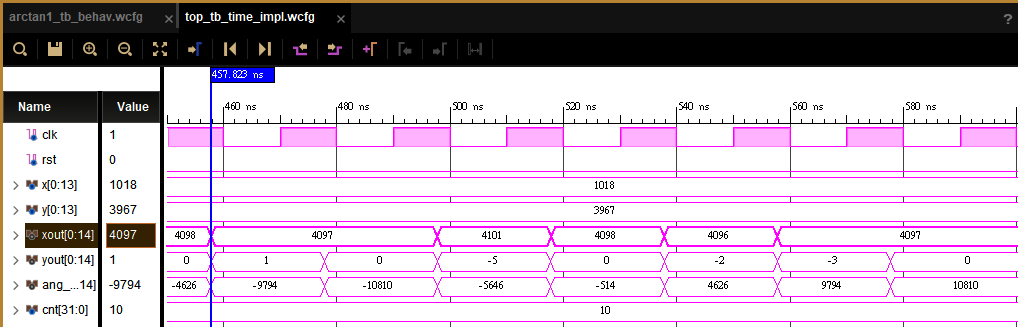 arctan1_tb_behav.wcfg × top_tb_time_impl.wcfg × ?
457.823 ns
Name Value 460 ns 480 ns 500 ns 520 ns 540 ns 560 ns 580 ns
clk 1
rst 0
x[0:13] 1018 1018
y[0:13] 3967 3967
xout[0:14] 4097 4098 4097 4101 4098 4096 4097
yout[0:14] 1 0 1 0 -5 0 -2 -3 0
ang_...14] -9794 -4626 -9794 -10810 -5646 -514 4626 9794 10810
cnt[31:0] 10 10